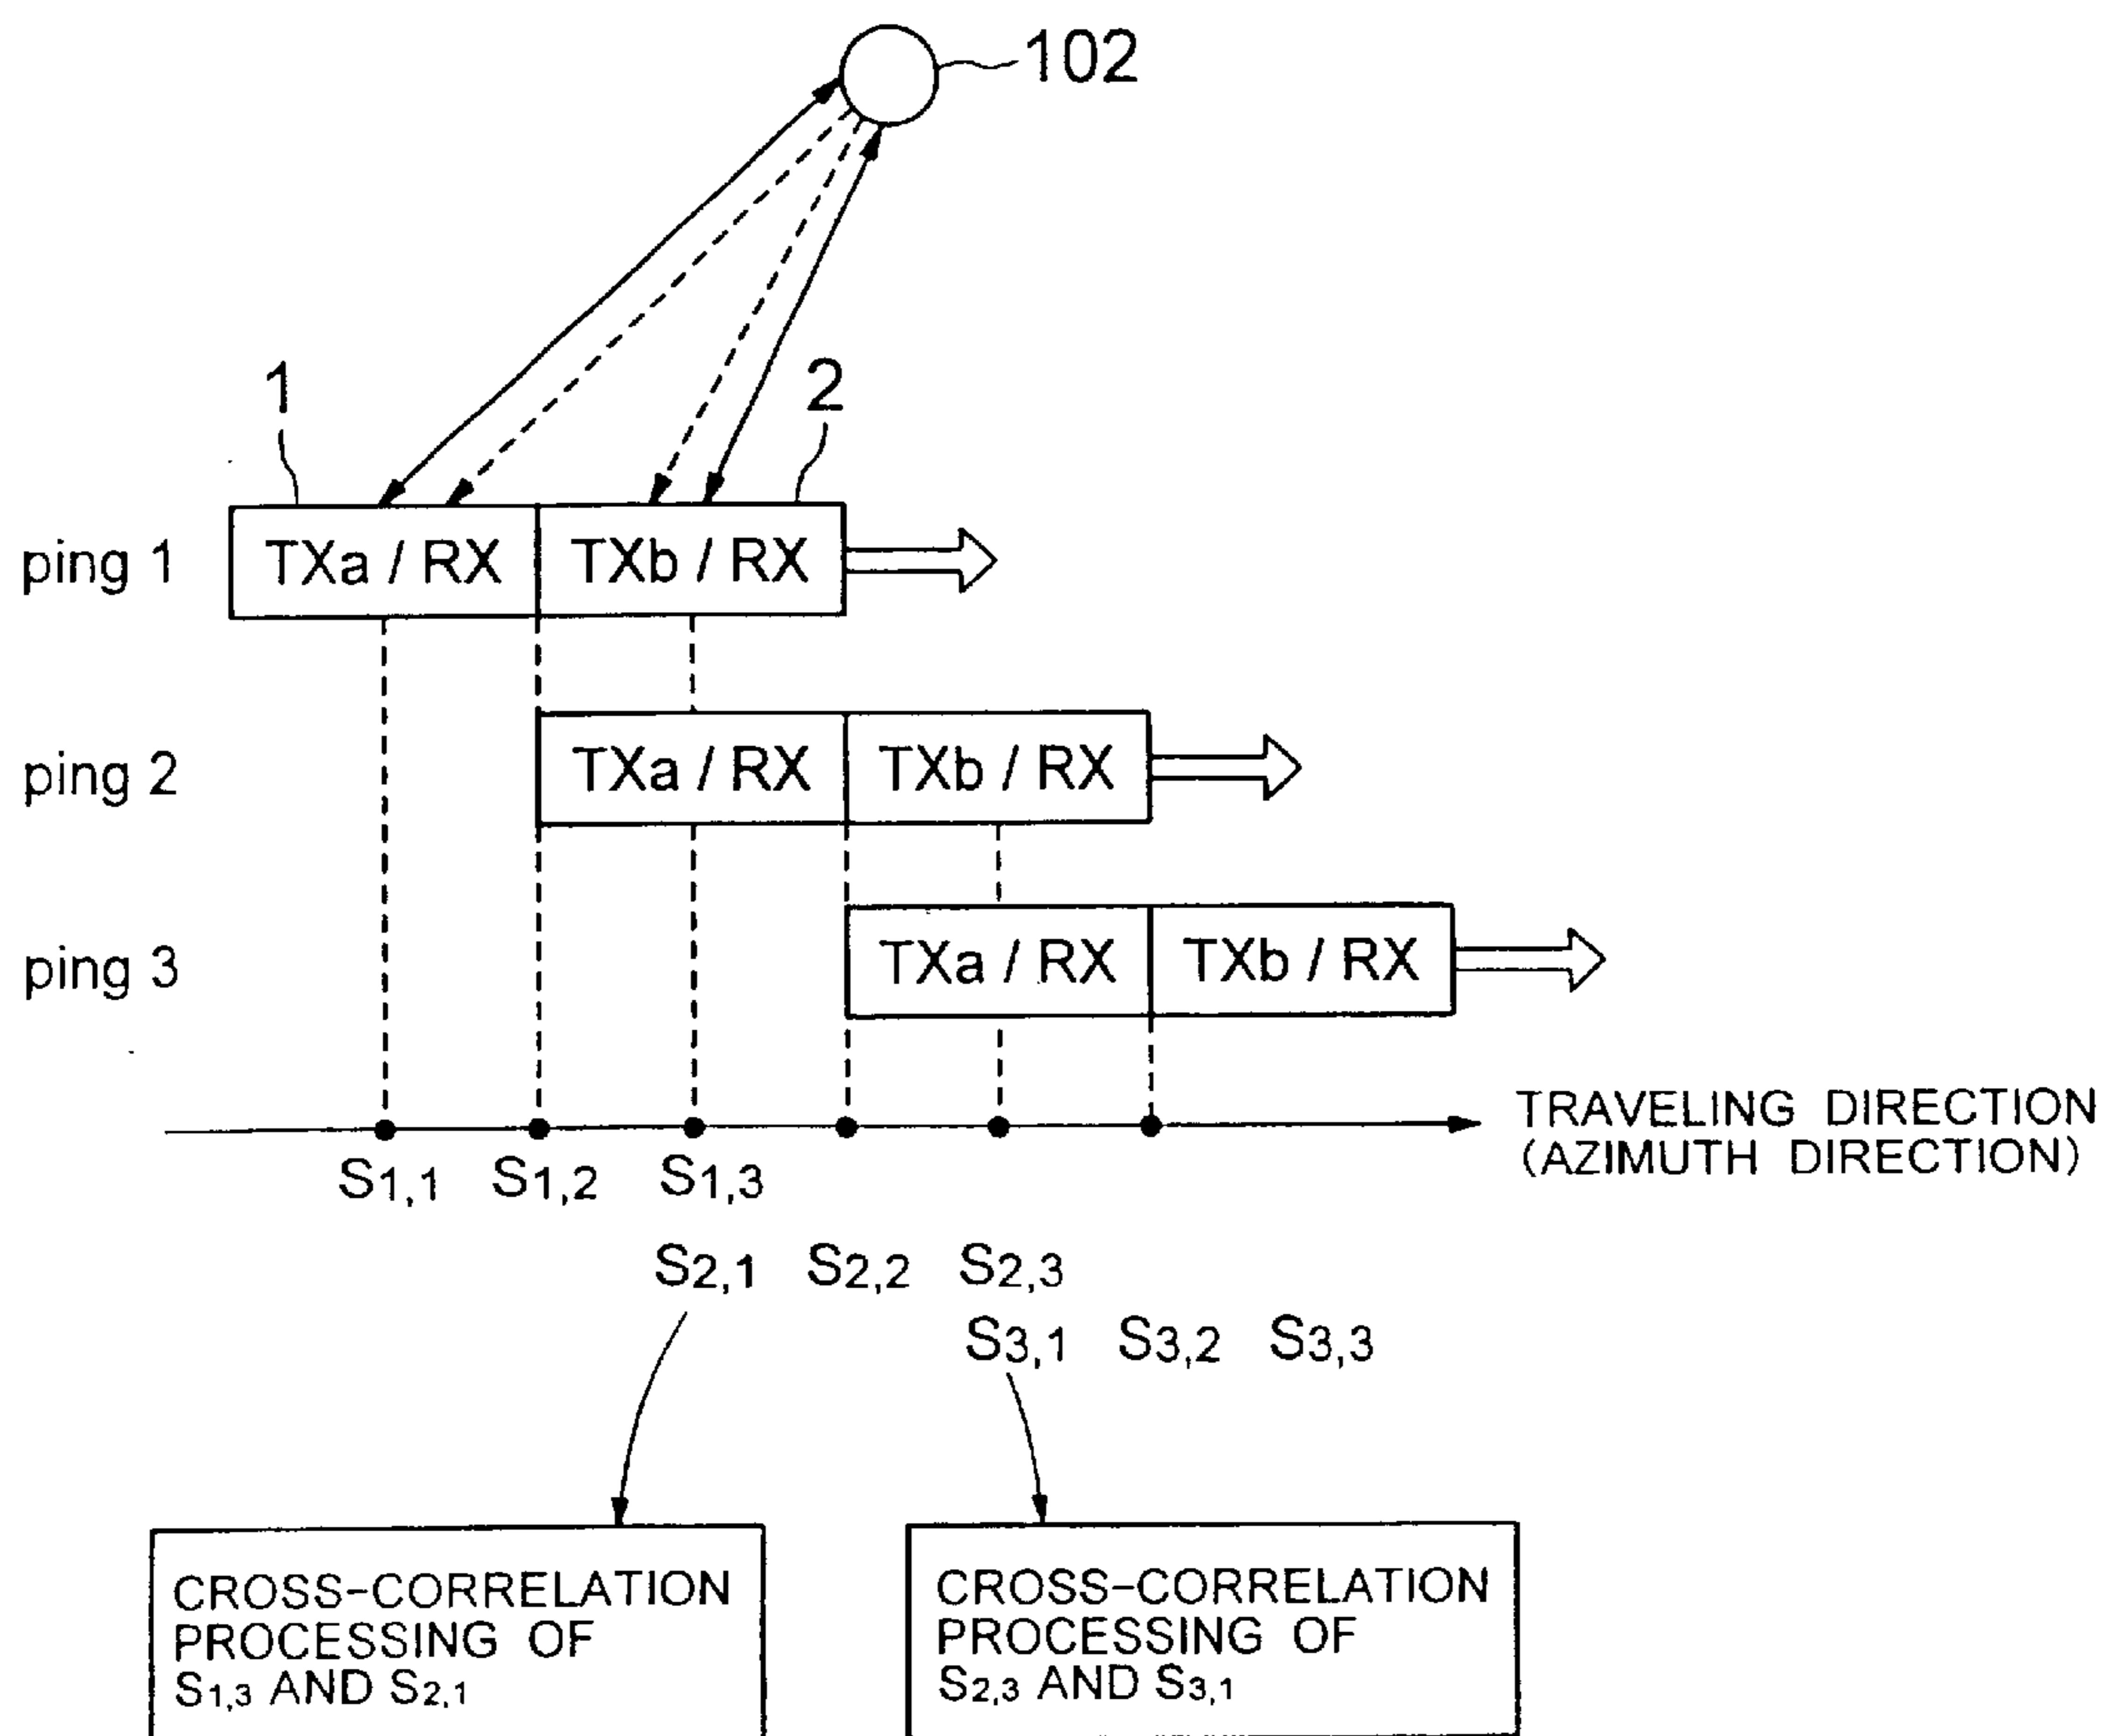 102
1
2
ping 1
TXa / RX
TXb / RX
ping 2
TXa / RX
TXb / RX
ping 3
TXa / RX
TXb / RX
TRAVELING DIRECTION
(AZIMUTH DIRECTION)
S1,1 S1,2 S1,3
S2,1 S2,2 S2,3
S3,1 S3,2 S3,3
CROSS-CORRELATION
PROCESSING OF
S1,3 AND S2,1
CROSS-CORRELATION
PROCESSING OF
S2,3 AND S3,1